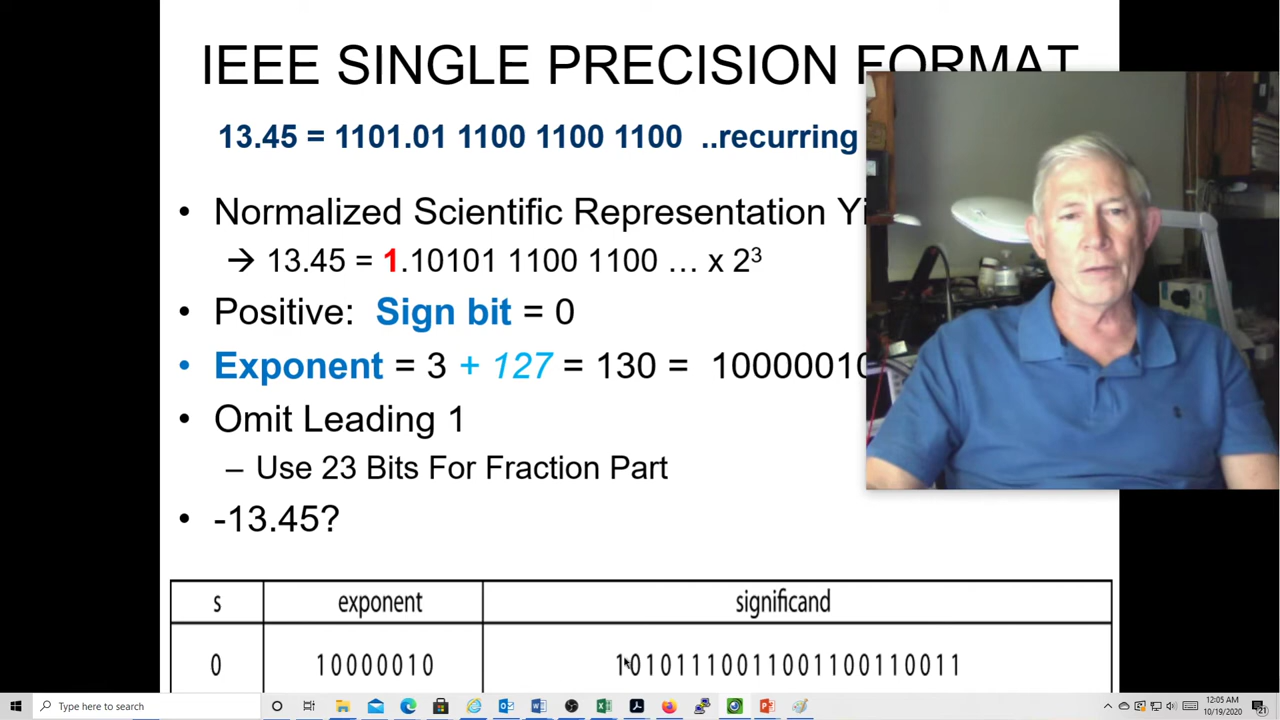 IEEE SINGLE PRECISION FORMAT
13.45 = 1101.01 1100 1100 1100 ..recurring
• Normalized Scientific Representation
→ 13.45 = 1.10101 1100 1100 … x 2³
• Positive: Sign bit = 0
• Exponent = 3 + 127 = 130 = 10000010
• Omit Leading 1
– Use 23 Bits For Fraction Part
• -13.45?
s exponent significand
0 10000010 10101110011001100110011
Type here to search
12:05 AM
10/19/2020